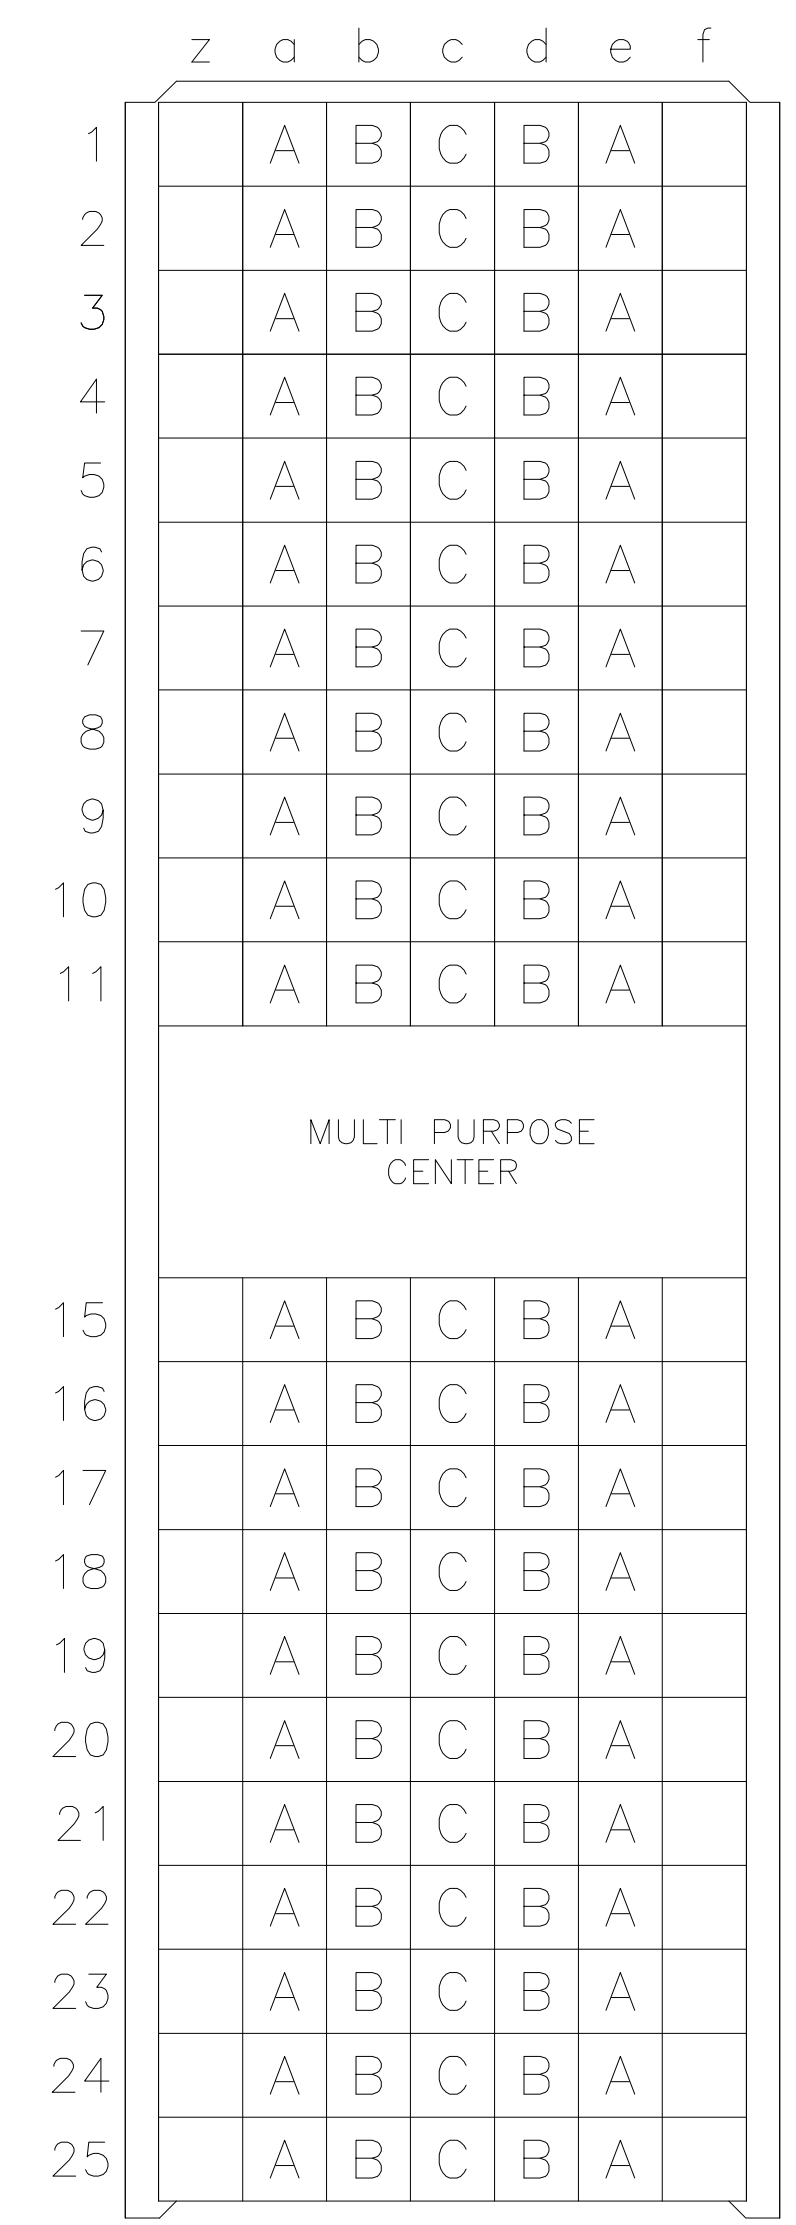 z a b c d e f
1 A B C B A
2 A B C B A
3 A B C B A
4 A B C B A
5 A B C B A
6 A B C B A
7 A B C B A
8 A B C B A
9 A B C B A
10 A B C B A
11 A B C B A
MULTI PURPOSE
CENTER
15 A B C B A
16 A B C B A
17 A B C B A
18 A B C B A
19 A B C B A
20 A B C B A
21 A B C B A
22 A B C B A
23 A B C B A
24 A B C B A
25 A B C B A